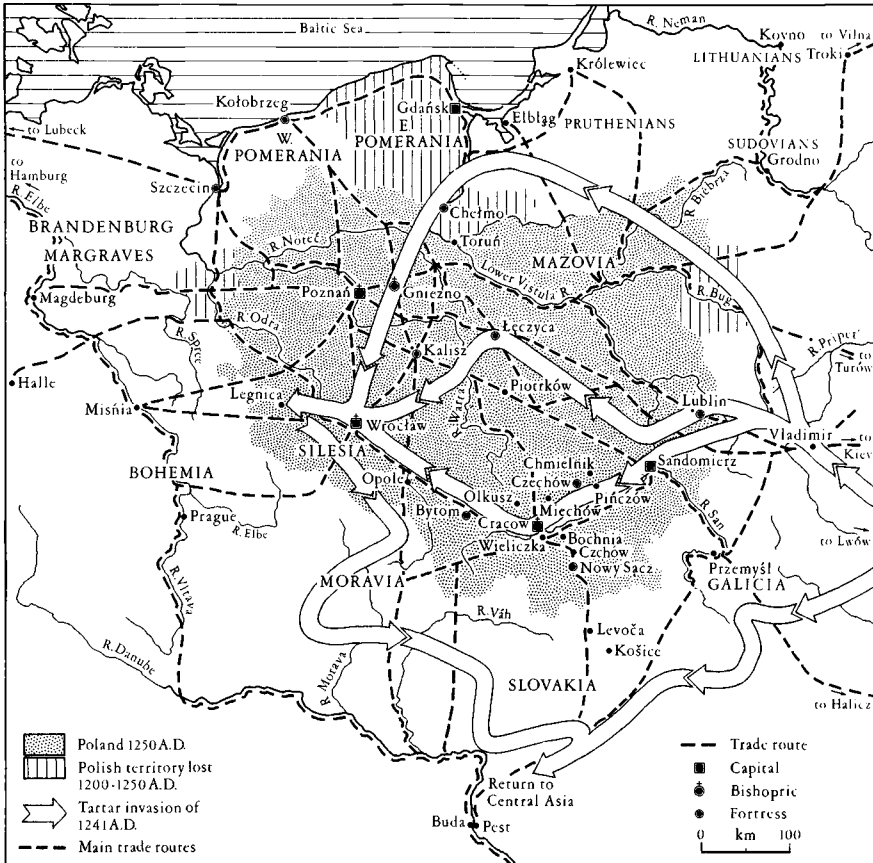 Baltic Sea
R. Neman
Kovno
to Vilna
LITHUANIANS
Troki
Królewiec
Kołobrzeg
Gdańsk
Elbląg
PRUTHENIANS
to Lubeck
W.
POMERANIA
E.
POMERANIA
SUDOVIANS
Grodno
to
Hamburg
R. Elbe
Szczecin
R. Biebrza
Chełmo
BRANDENBURG
MARGRAVES
R. Noteć
Toruń
MAZOVIA
Lower Vistula R.
Magdeburg
Poznań
Gniezno
R. Bug
R. Odra
R. Spree
Łęczyca
R. Pripet
to
Turów
Kalisz
Halle
Legnica
Piotrków
Lublin
Miśnia
R. Warta
Wrocław
Vladimir
to
Kiev
SILESIA
Chmielnik
Sandomierz
BOHEMIA
Opole
Czechów
Pińczów
Olkusz
Miechów
R. San
Prague
Bytom
Cracow
R. Elbe
Wieliczka
Bochnia
to Lwów
Czchów
Przemyśl
MORAVIA
Nowy Sącz
GALICIA
R. Vltava
R. Váh
Levoča
Košice
R. Danube
R. Morava
SLOVAKIA
to Halicz
Poland 1250 A.D.
Polish territory lost
1200-1250 A.D.
Tartar invasion of
1241 A.D.
Main trade routes
Return to
Central Asia
Buda
Pest
Trade route
Capital
Bishopric
Fortress
0 km 100